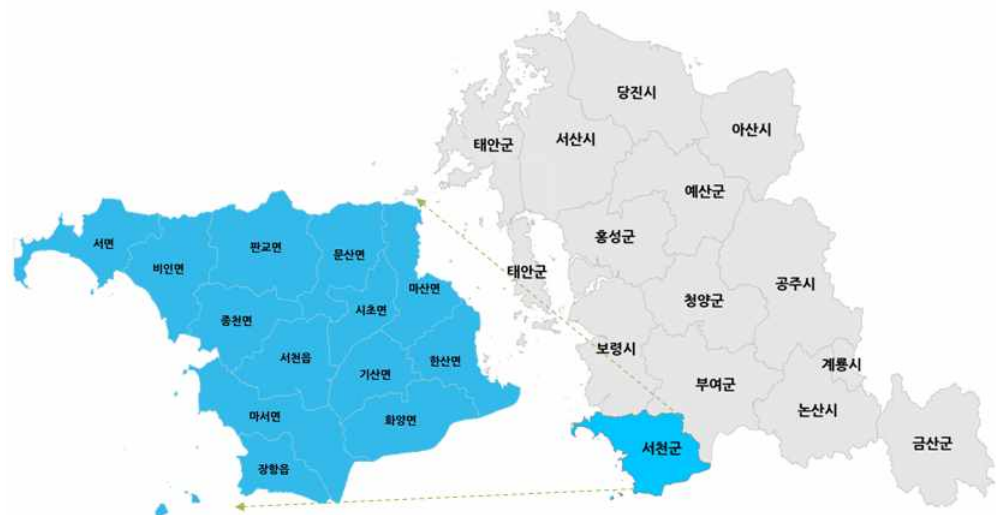 당진시
아산시
태안군
서산시
예산군
홍성군
태안군
공주시
청양군
보령시
계룡시
부여군
논산시
금산군
서천군
서면
판교면
문산면
비인면
마산면
시초면
종천면
서천읍
한산면
기산면
마서면
화양면
장항읍